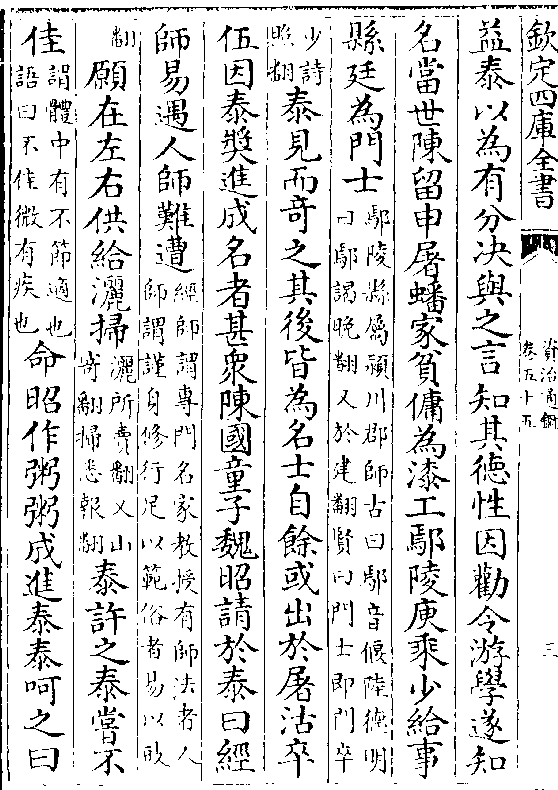 欽定四庫全書
資治通鑑
卷五十五
三
益泰以為有分决與之言知其徳性因勸令游學遂知
名當世陳留申屠蟠家貧傭為漆工鄢陵庾乘少給事
縣廷為門士
鄢陵縣屬潁川郡師古曰鄢音偃陸徳明
曰鄢謁晚翻又於建翻賢曰門士即門卒
少詩
照翻
泰見而竒之其後皆為名士自餘或出於屠沽卒
伍因泰奨進成名者甚衆陳國童子魏昭請於泰曰經
師易遇人師難遭
經師謂專門名家教授有師法者人
師謂謹身修行足以範俗者易以䜴
翻
願在左右供給灑掃
灑所賣翻又山
寄翻掃悉報翻
泰許之泰嘗不
佳
謂體中有不節適也
語曰不佳微有疾也
命昭作粥粥成進泰泰呵之曰